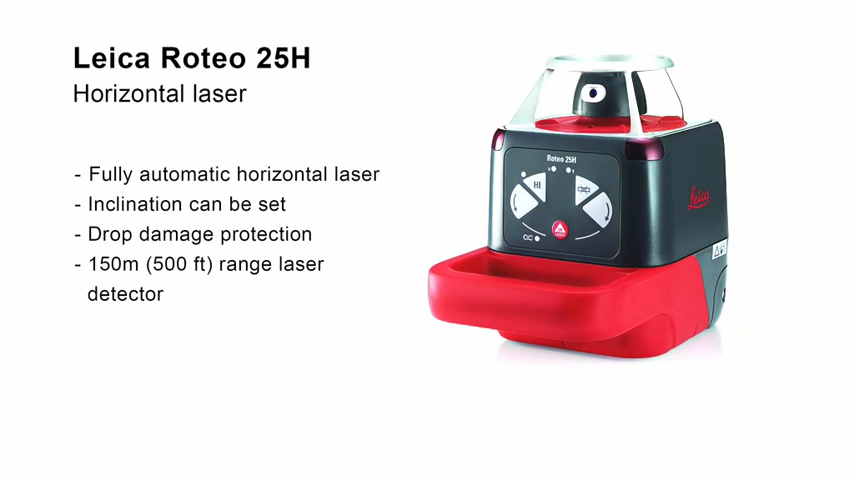 Leica Roteo 25H
Horizontal laser
- Fully automatic horizontal laser
- Inclination can be set
- Drop damage protection
- 150m (500 ft) range laser
detector
Roteo 25H
X Y
HI
LASER
Leica